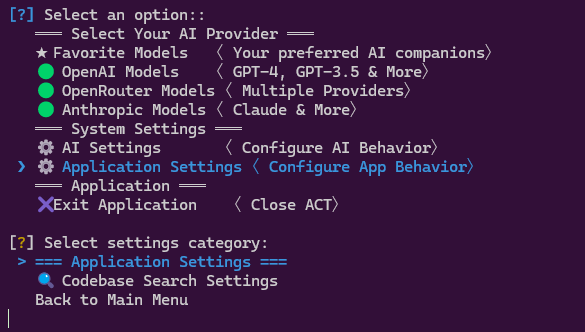 [?] Select an option::
═══ Select Your AI Provider ═══
★ Favorite Models 〈 Your preferred AI companions〉
🟢 OpenAI Models 〈 GPT-4, GPT-3.5 & More〉
🟢 OpenRouter Models〈 Multiple Providers〉
🟢 Anthropic Models〈 Claude & More〉
═══ System Settings ═══
⚙ AI Settings 〈 Configure AI Behavior〉
❯ ⚙ Application Settings〈 Configure App Behavior〉
═══ Application ═══
❌Exit Application 〈 Close ACT〉
[?] Select settings category:
> === Application Settings ===
🔍 Codebase Search Settings
Back to Main Menu